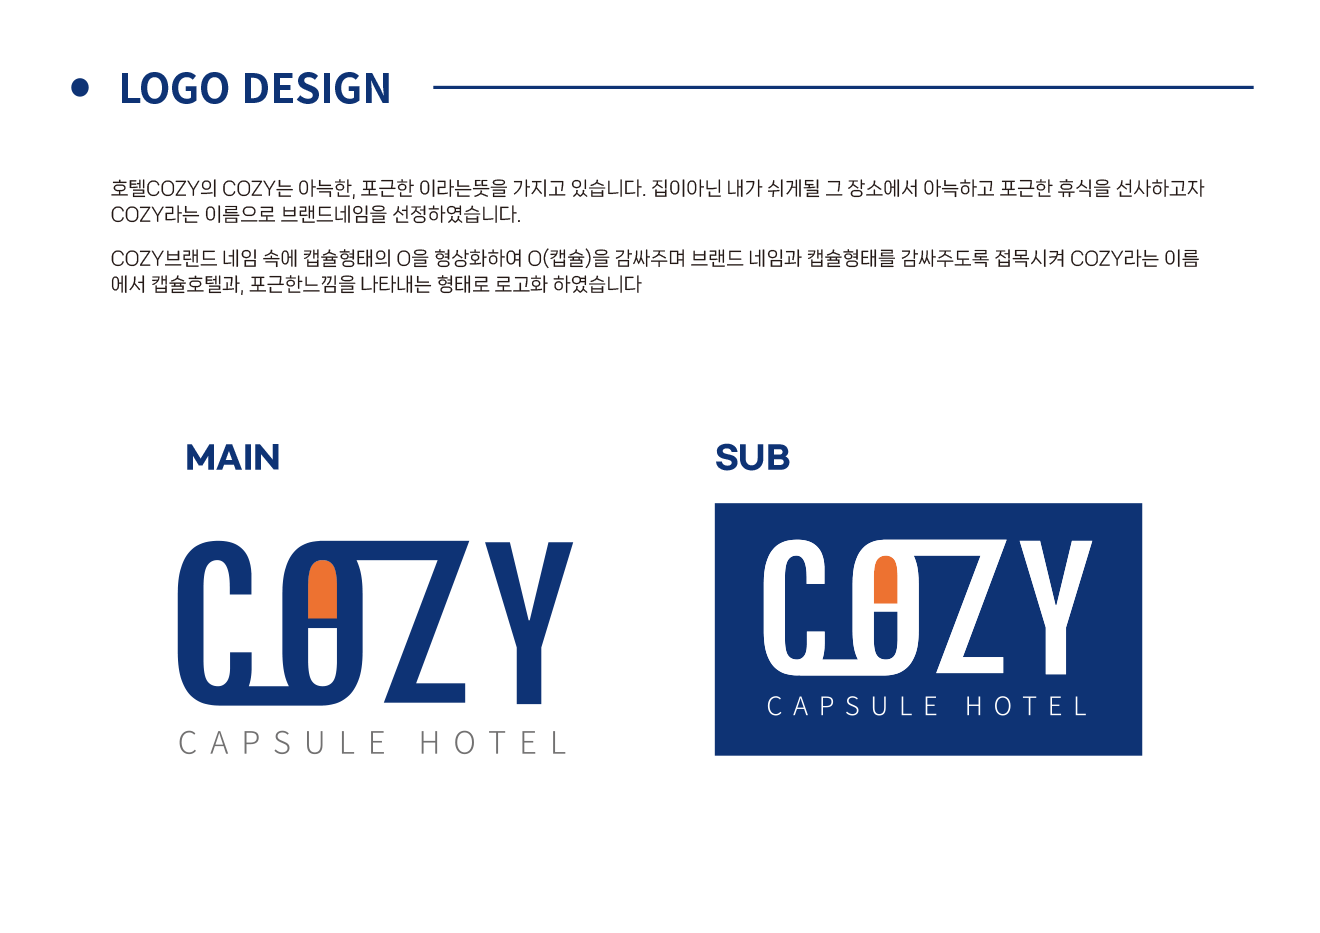 LOGO DESIGN
호텔COZY의 COZY는 아늑한, 포근한 이라는뜻을 가지고 있습니다. 집이아닌 내가 쉬게될 그 장소에서 아늑하고 포근한 휴식을 선사하고자
COZY라는 이름으로 브랜드네임을 선정하였습니다.
COZY브랜드 네임 속에 캡슐형태의 O을 형상화하여 O(캡슐)을 감싸주며 브랜드 네임과 캡슐형태를 감싸주도록 접목시켜 COZY라는 이름
에서 캡슐호텔과, 포근한느낌을 나타내는 형태로 로고화 하였습니다
MAIN
COZY
CAPSULE HOTEL
SUB
COZY
CAPSULE HOTEL